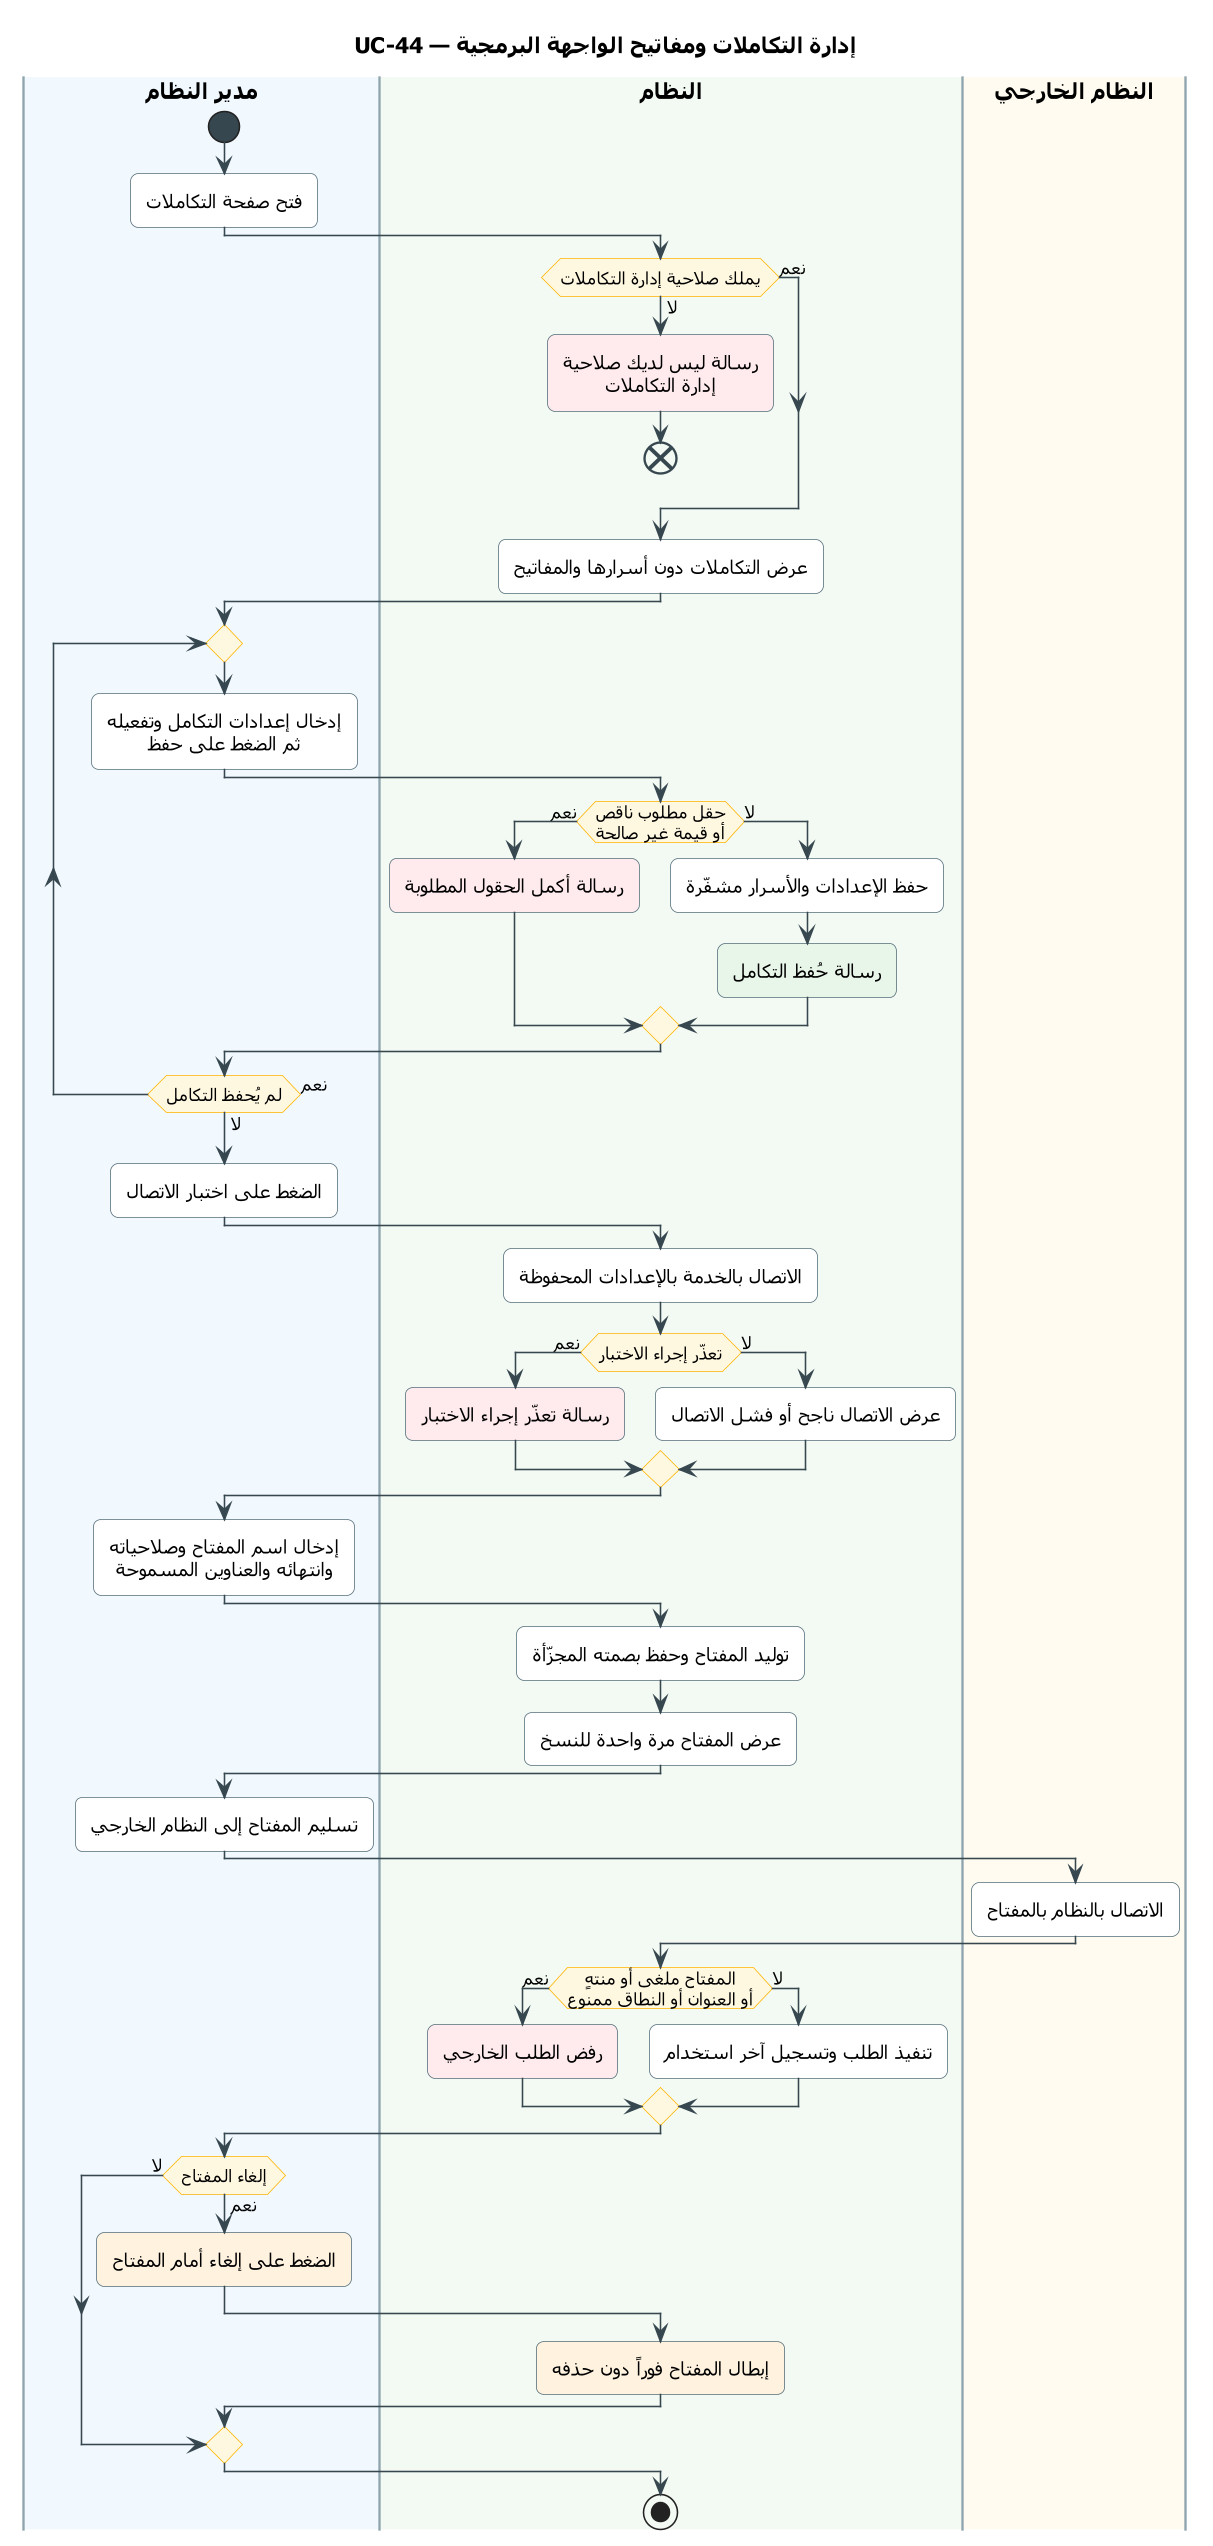 إدارة التكاملات ومفاتيح الواجهة البرمجية — UC-44
مدير النظام
النظام
النظام الخارجي
فتح صفحة التكاملات
يملك صلاحية إدارة التكاملات
نعم
لا
رسالة ليس لديك صلاحية
إدارة التكاملات
عرض التكاملات دون أسرارها والمفاتيح
إدخال إعدادات التكامل وتفعيله
ثم الضغط على حفظ
حقل مطلوب ناقص
أو قيمة غير صالحة
نعم
لا
رسالة أكمل الحقول المطلوبة
حفظ الإعدادات والأسرار مشفّرة
رسالة حُفظ التكامل
لم يُحفظ التكامل
نعم
لا
الضغط على اختبار الاتصال
الاتصال بالخدمة بالإعدادات المحفوظة
تعذّر إجراء الاختبار
نعم
لا
رسالة تعذّر إجراء الاختبار
عرض الاتصال ناجح أو فشل الاتصال
إدخال اسم المفتاح وصلاحياته
وانتهائه والعناوين المسموحة
توليد المفتاح وحفظ بصمته المجزّأة
عرض المفتاح مرة واحدة للنسخ
تسليم المفتاح إلى النظام الخارجي
الاتصال بالنظام بالمفتاح
المفتاح ملغى أو منتهٍ
أو العنوان أو النطاق ممنوع
نعم
لا
رفض الطلب الخارجي
تنفيذ الطلب وتسجيل آخر استخدام
إلغاء المفتاح
لا
نعم
الضغط على إلغاء أمام المفتاح
إبطال المفتاح فوراً دون حذفه